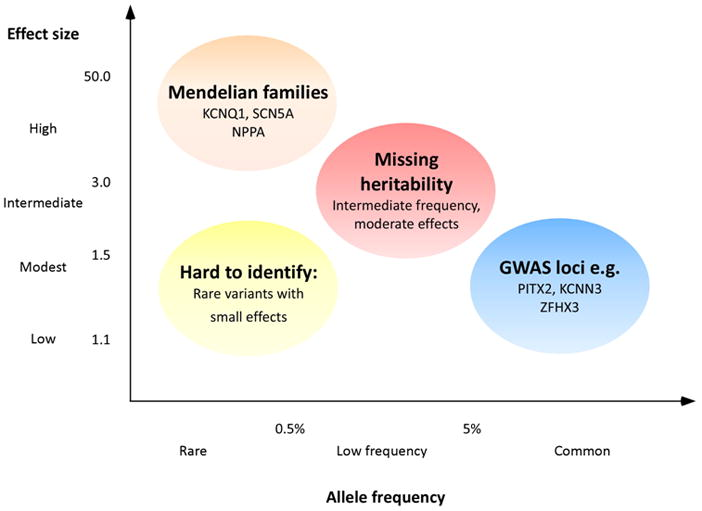 Effect size
50.0
High
3.0
Intermediate
1.5
Modest
Low
1.1
Mendelian families
KCNQ1, SCN5A
NPPA
Missing
heritability
Intermediate frequency,
moderate effects
Hard to identify:
Rare variants with
small effects
GWAS loci e.g.
PITX2, KCNN3
ZFHX3
0.5%
5%
Rare
Low frequency
Common
Allele frequency